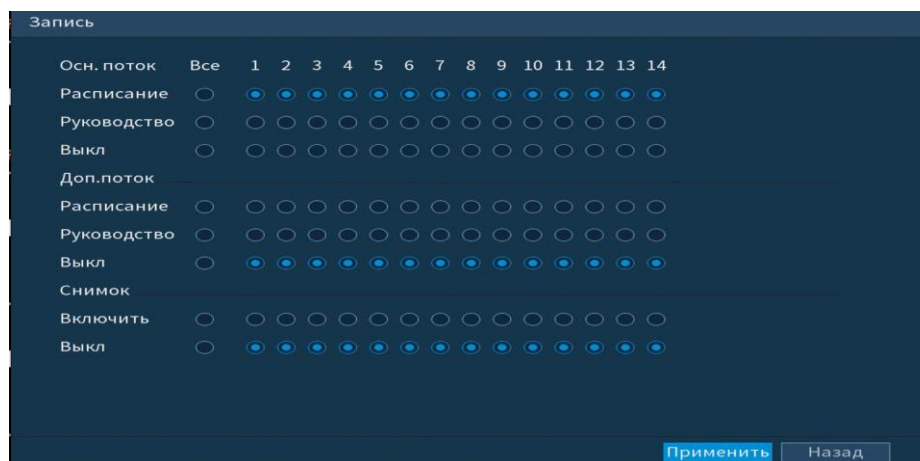 Запись
Осн. поток Все 1 2 3 4 5 6 7 8 9 10 11 12 13 14
Расписание
Руководство
Выкл
Доп.поток
Расписание
Руководство
Выкл
Снимок
Включить
Выкл
Применить Назад